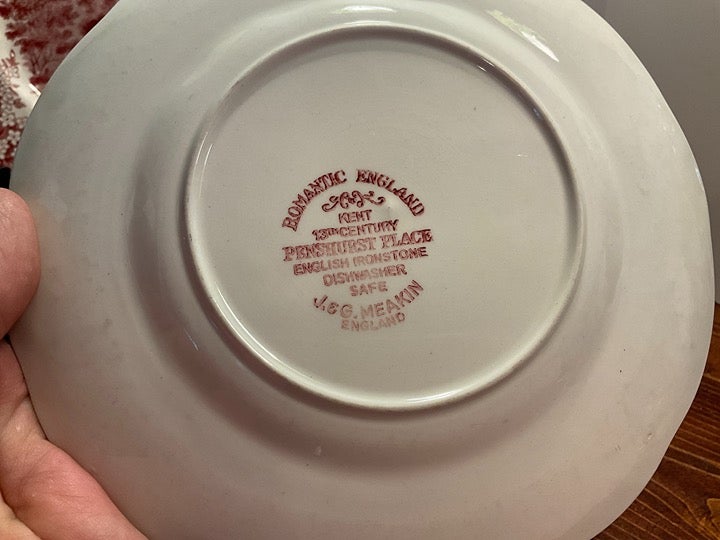 ROMANTIC ENGLAND
KENT
13TH CENTURY
PENSHURST PLACE
ENGLISH IRONSTONE
DISHWASHER
SAFE
J.&G. MEAKIN
ENGLAND